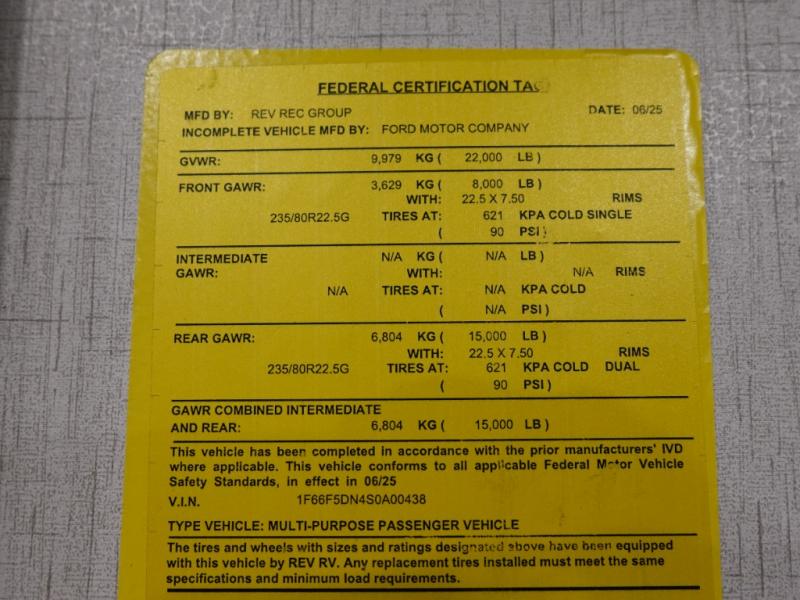 FEDERAL CERTIFICATION TAG
MFD BY: REV REC GROUP DATE: 06/25
INCOMPLETE VEHICLE MFD BY: FORD MOTOR COMPANY
GVWR: 9,979 KG ( 22,000 LB )
FRONT GAWR: 3,629 KG ( 8,000 LB )
WITH: 22.5 X 7.50 RIMS
235/80R22.5G TIRES AT: 621 KPA COLD SINGLE
( 90 PSI )
INTERMEDIATE N/A KG ( N/A LB )
GAWR: WITH: N/A RIMS
N/A TIRES AT: N/A KPA COLD
( N/A PSI )
REAR GAWR: 6,804 KG ( 15,000 LB )
WITH: 22.5 X 7.50 RIMS
235/80R22.5G TIRES AT: 621 KPA COLD DUAL
( 90 PSI )
GAWR COMBINED INTERMEDIATE
AND REAR: 6,804 KG ( 15,000 LB )
This vehicle has been completed in accordance with the prior manufacturers' IVD
where applicable. This vehicle conforms to all applicable Federal Motor Vehicle
Safety Standards, in effect in 06/25
V.I.N. 1F66F5DN4S0A00438
TYPE VEHICLE: MULTI-PURPOSE PASSENGER VEHICLE
The tires and wheels with sizes and ratings designated above have been equipped
with this vehicle by REV RV. Any replacement tires installed must meet the same
specifications and minimum load requirements.